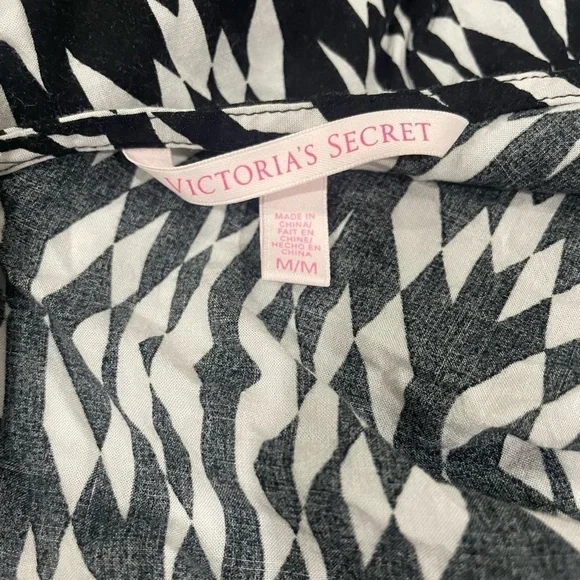 VICTORIA'S SECRET
MADE IN
CHINA/
FAIT EN
CHINE/
HECHO EN
CHINA
M/M